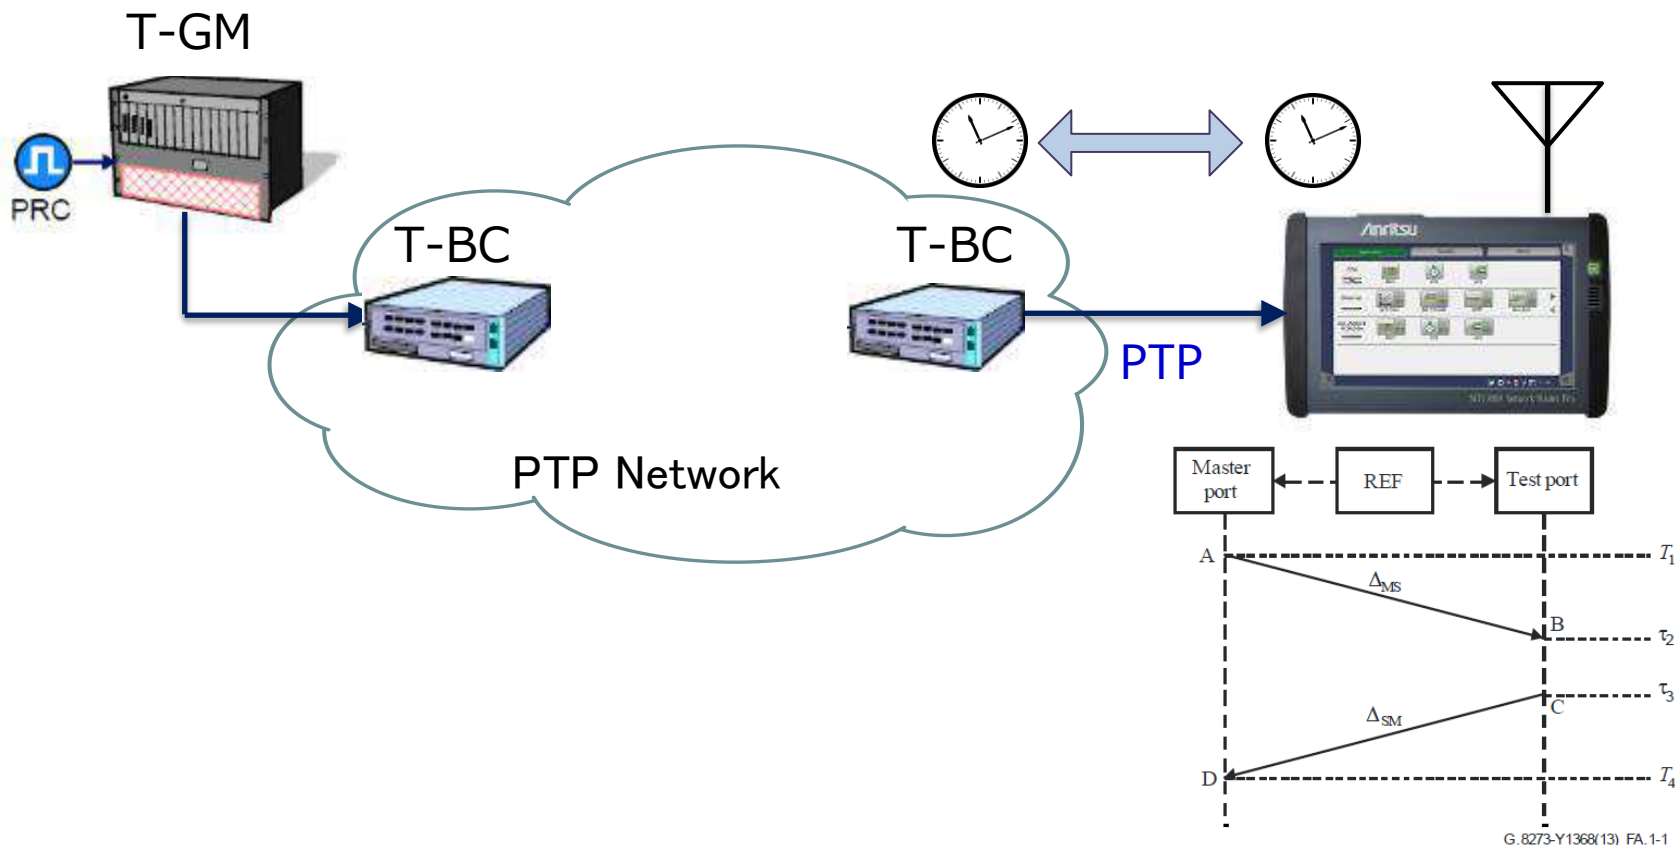 T-GM
PRC
T-BC
T-BC
PTP
PTP Network
Anritsu
Master
port
REF
Test port
A
T1
ΔMS
B
τ2
τ3
C
ΔSM
D
T4
G.8273-Y1368(13)_FA.1-1